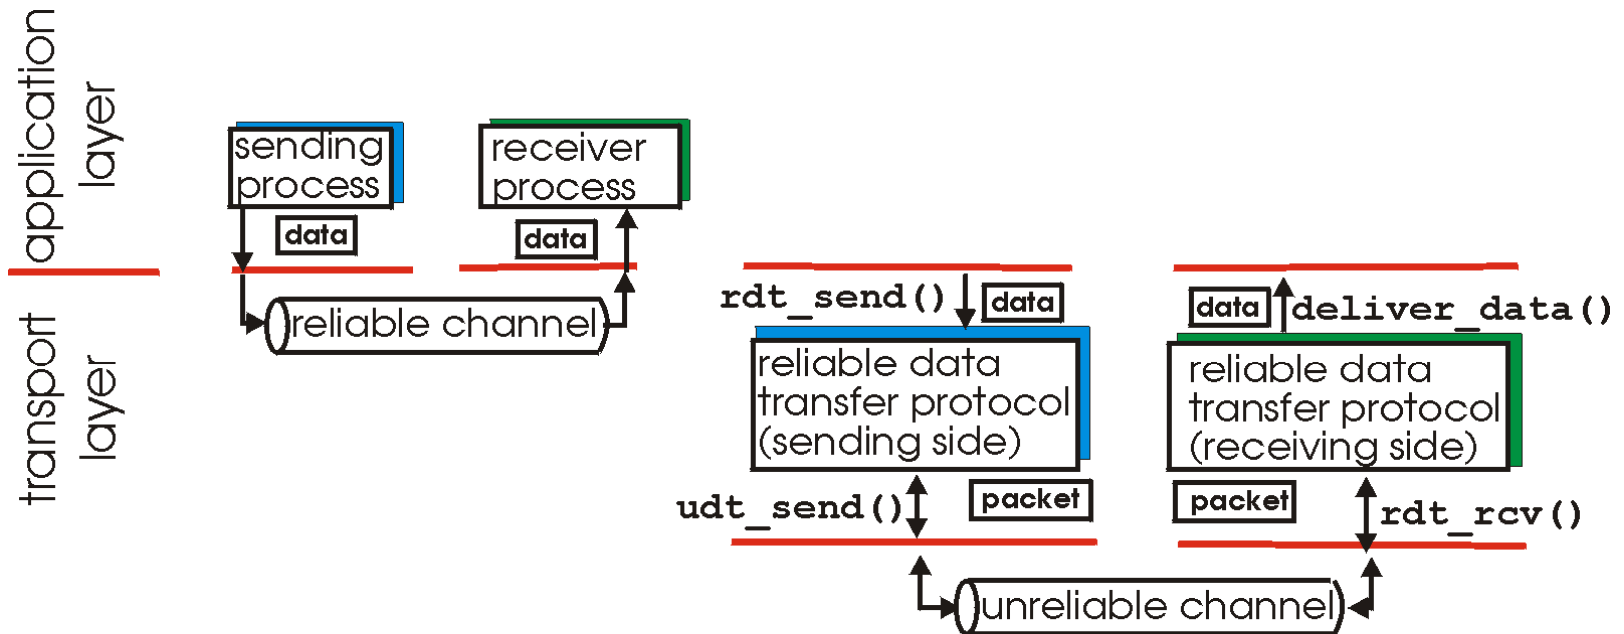 application
layer
transport
layer
sending
process
data
receiver
process
data
reliable channel
rdt_send()
data
reliable data
transfer protocol
(sending side)
udt_send()
packet
data
deliver_data()
reliable data
transfer protocol
(receiving side)
packet
rdt_rcv()
unreliable channel